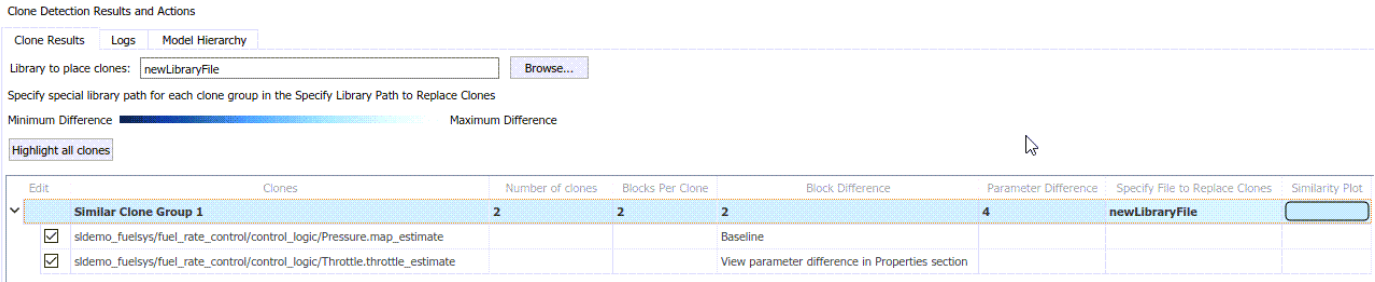 Clone Detection Results and Actions
Clone Results Logs Model Hierarchy
Library to place clones: newLibraryFile Browse...
Specify special library path for each clone group in the Specify Library Path to Replace Clones
Minimum Difference Maximum Difference
Highlight all clones
Edit Clones Number of clones Blocks Per Clone Block Difference Parameter Difference Specify File to Replace Clones Similarity Plot
Similar Clone Group 1 2 2 2 4 newLibraryFile
sldemo_fuelsys/fuel_rate_control/control_logic/Pressure.map_estimate Baseline
sldemo_fuelsys/fuel_rate_control/control_logic/Throttle.throttle_estimate View parameter difference in Properties section